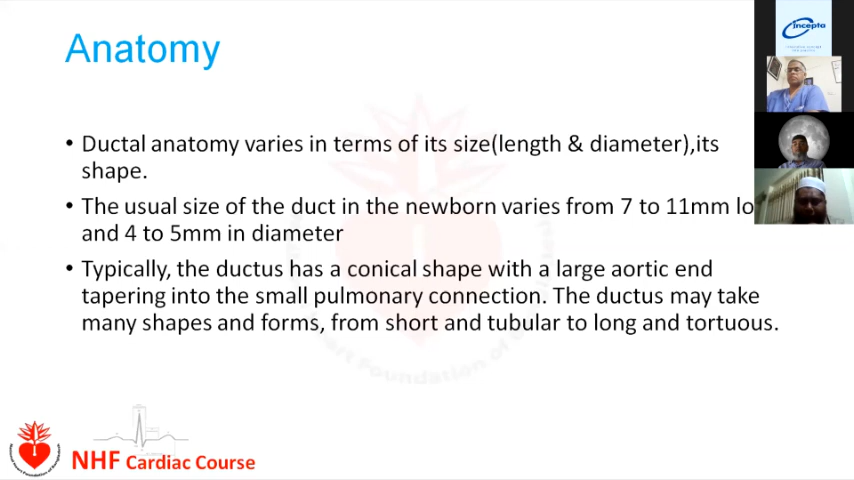 Anatomy
• Ductal anatomy varies in terms of its size(length & diameter),its
shape.
• The usual size of the duct in the newborn varies from 7 to 11mm lo
and 4 to 5mm in diameter
• Typically, the ductus has a conical shape with a large aortic end
tapering into the small pulmonary connection. The ductus may take
many shapes and forms, from short and tubular to long and tortuous.
NHF Cardiac Course
Incepta